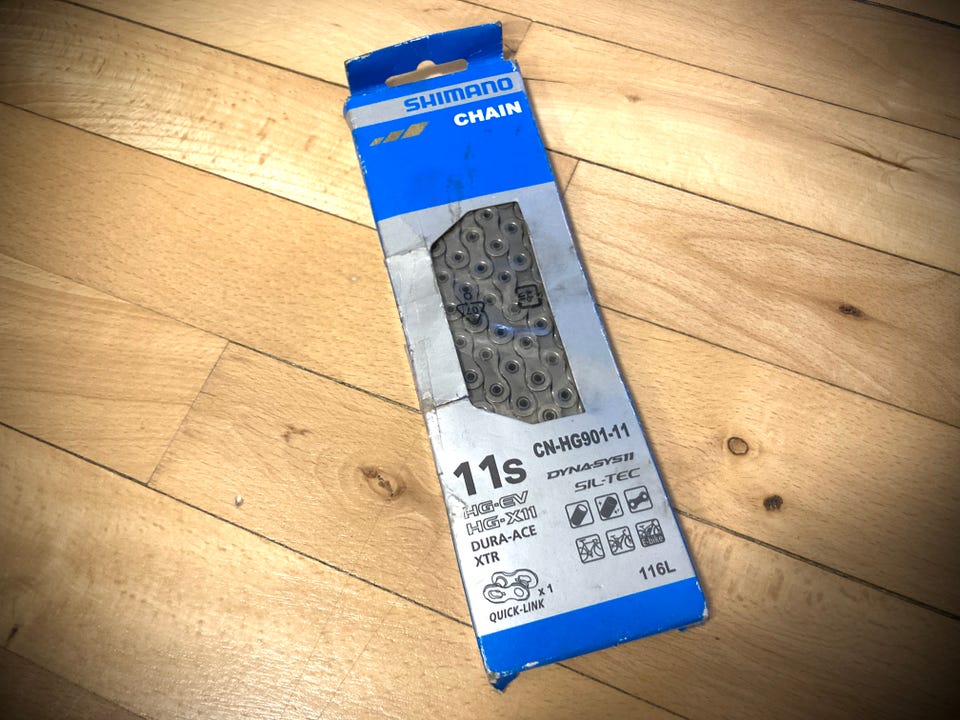 SHIMANO
CHAIN
CN-HG901-11
11s
DYNA-SYS11
SIL-TEC
HG-EV
HG-X11
DURA-ACE
XTR
E-bike
x 1
QUICK-LINK
116L